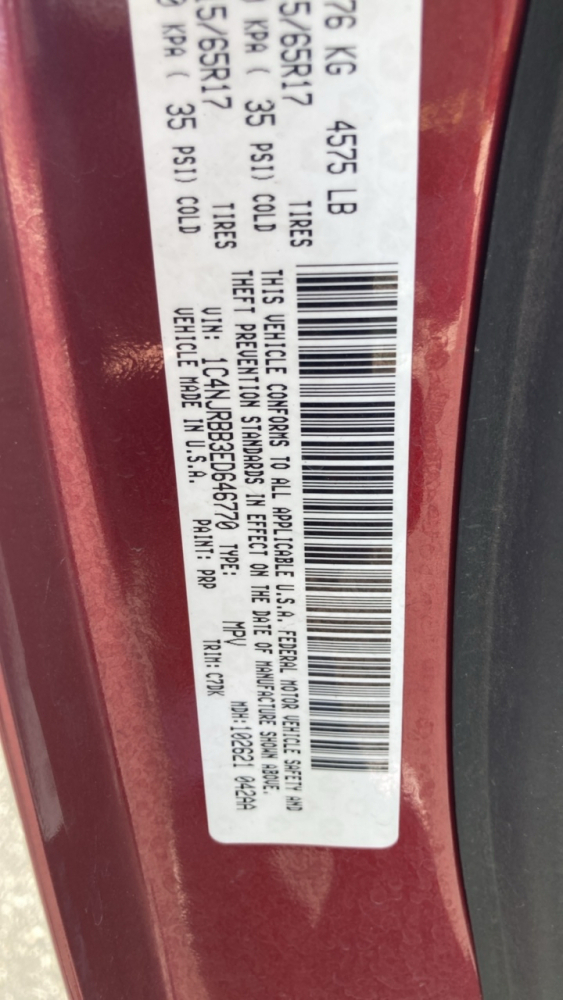 76 KG 4575 LB
5/65R17 TIRES
KPA ( 35 PSI) COLD
15/65R17 TIRES
0 KPA ( 35 PSI) COLD
THIS VEHICLE CONFORMS TO ALL APPLICABLE U.S.A. FEDERAL MOTOR VEHICLE SAFETY AND
THEFT PREVENTION STANDARDS IN EFFECT ON THE DATE OF MANUFACTURE SHOWN ABOVE.
VIN: 1C4NJRBB3ED646770 TYPE: MPV MDH:102621 042AA
VEHICLE MADE IN U.S.A. PAINT: PRP TRIM: C7DK